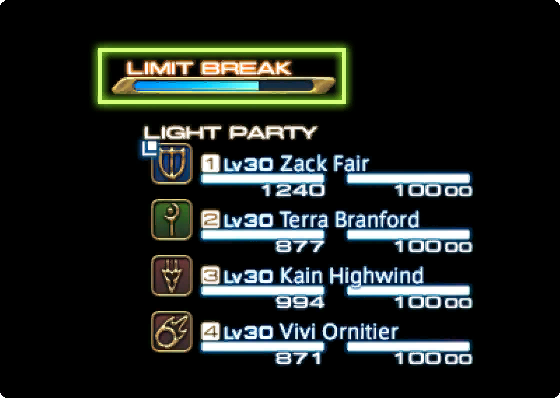 LIMIT BREAK
LIGHT PARTY
1 Lv30 Zack Fair
1240 10000
2 Lv30 Terra Branford
877 10000
3 Lv30 Kain Highwind
994 10000
4 Lv30 Vivi Ornitier
871 10000